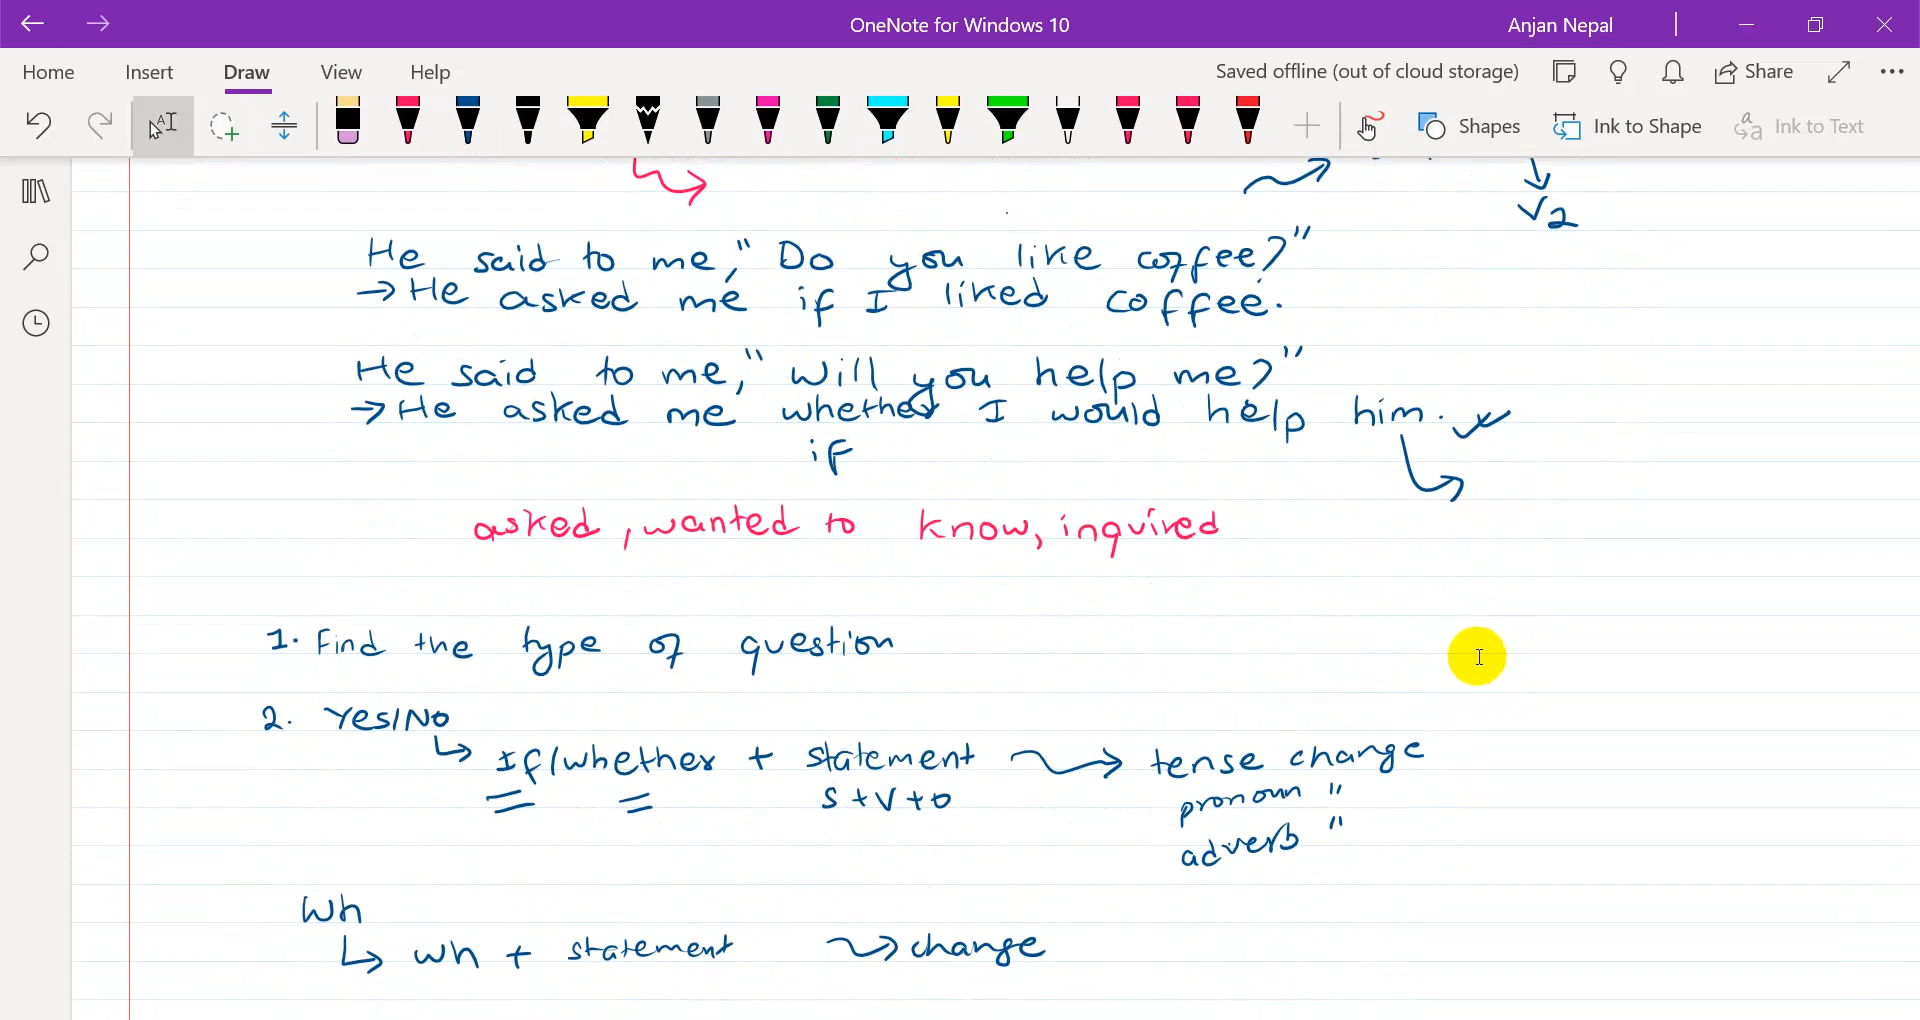 OneNote for Windows 10
Anjan Nepal
Home Insert Draw View Help
Saved offline (out of cloud storage)
Share
Shapes
Ink to Shape
Ink to Text
V2
He said to me," Do you like coffee?"
→ He asked me if I liked coffee.
He said to me," Will you help me?"
→ He asked me whether I would help him.
if
asked, wanted to know, inquired
1. Find the type of question
2. Yes/No
If/whether + statement → tense change
S+V+O pronoun "
adverb "
Wh
wh + statement → change